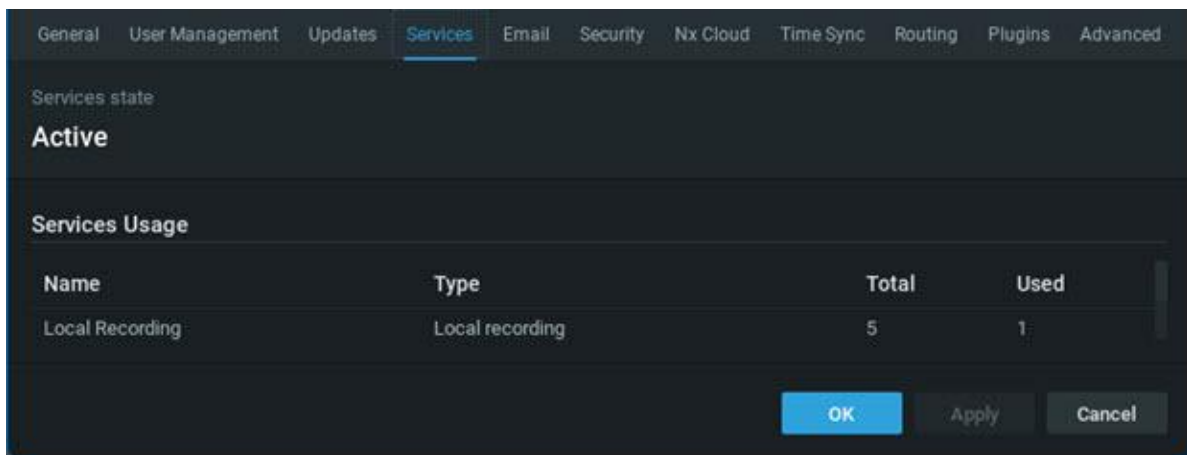 General User Management Updates Services Email Security Nx Cloud Time Sync Routing Plugins Advanced
Services state
Active
Services Usage
Name Type Total Used
Local Recording Local recording 5 1
OK Apply Cancel